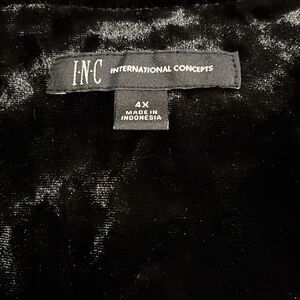 I·N·C INTERNATIONAL CONCEPTS
4X
MADE IN
INDONESIA